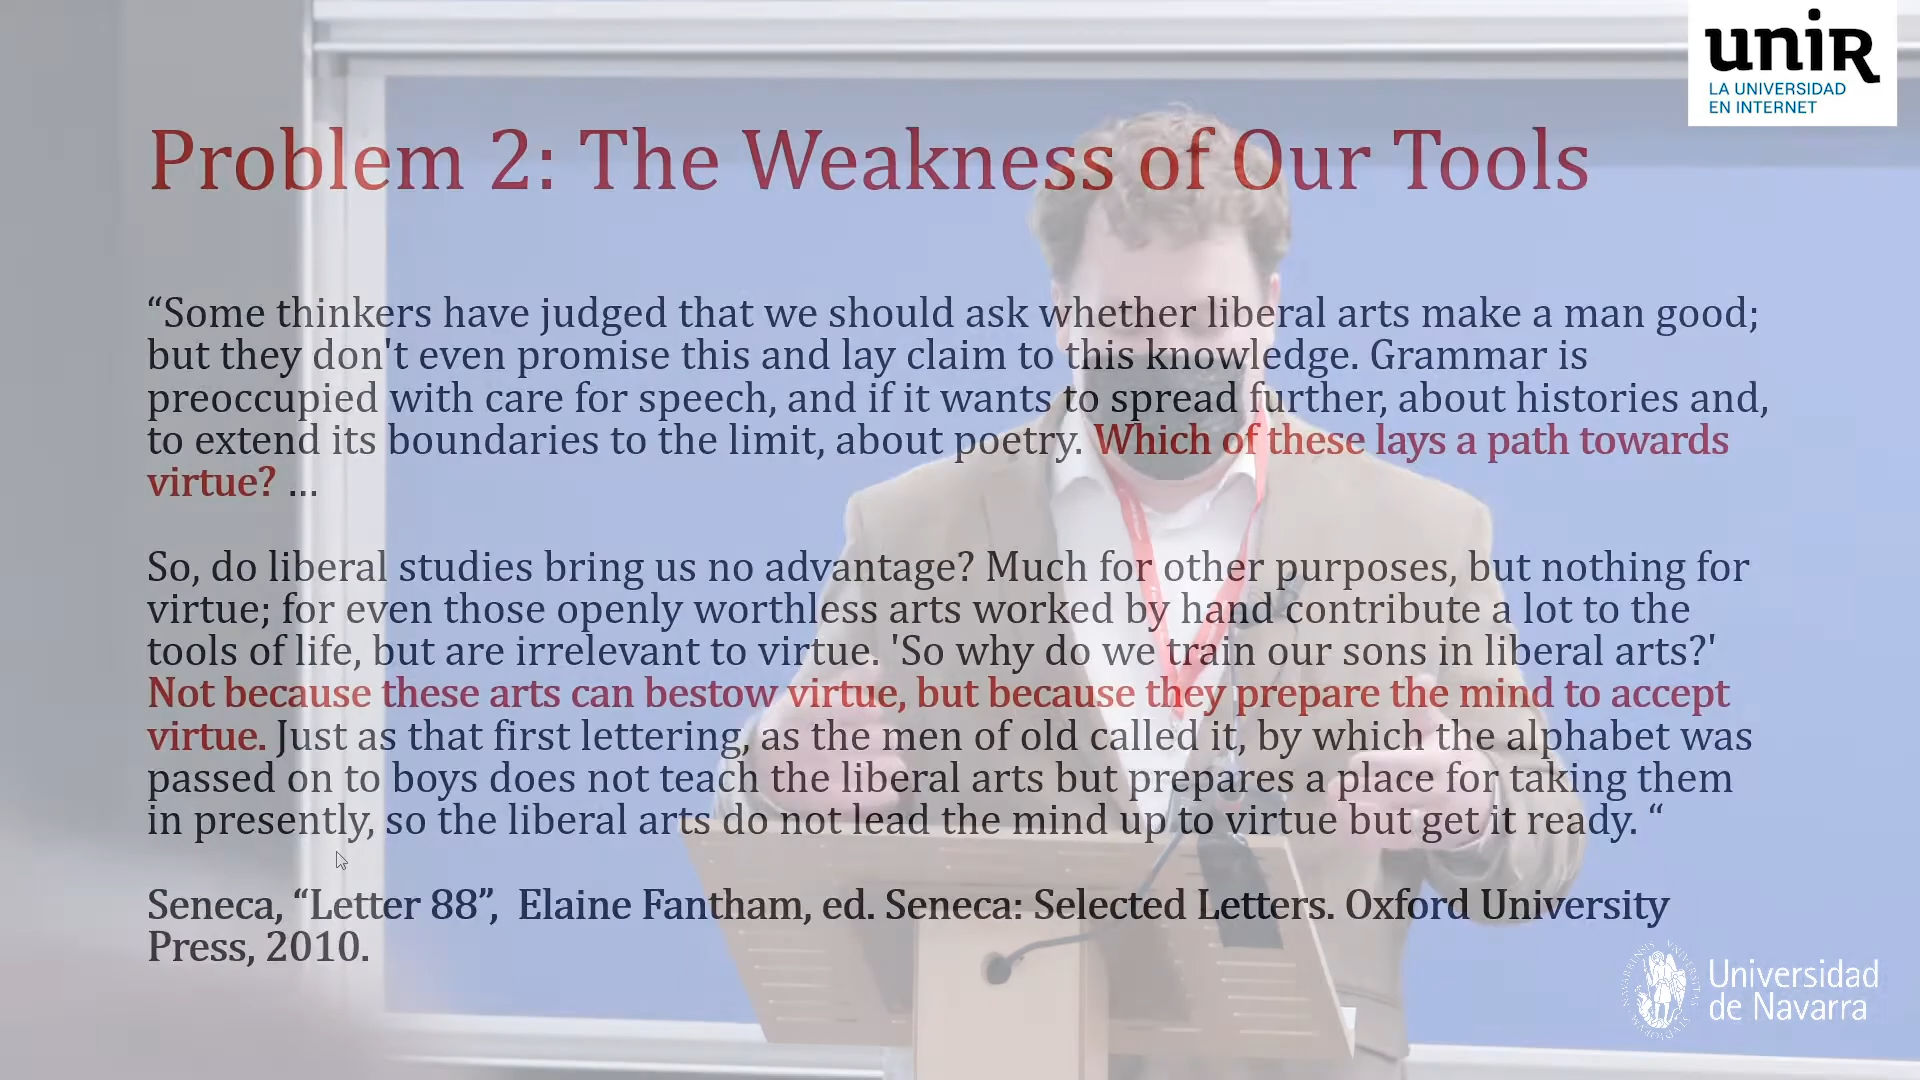 uniR
LA UNIVERSIDAD
EN INTERNET
Problem 2: The Weakness of Our Tools
“Some thinkers have judged that we should ask whether liberal arts make a man good;
but they don't even promise this and lay claim to this knowledge. Grammar is
preoccupied with care for speech, and if it wants to spread further, about histories and,
to extend its boundaries to the limit, about poetry. Which of these lays a path towards
virtue? ...
So, do liberal studies bring us no advantage? Much for other purposes, but nothing for
virtue; for even those openly worthless arts worked by hand contribute a lot to the
tools of life, but are irrelevant to virtue. 'So why do we train our sons in liberal arts?'
Not because these arts can bestow virtue, but because they prepare the mind to accept
virtue. Just as that first lettering, as the men of old called it, by which the alphabet was
passed on to boys does not teach the liberal arts but prepares a place for taking them
in presently, so the liberal arts do not lead the mind up to virtue but get it ready. “
Seneca, “Letter 88”, Elaine Fantham, ed. Seneca: Selected Letters. Oxford University
Press, 2010.
Universidad
de Navarra